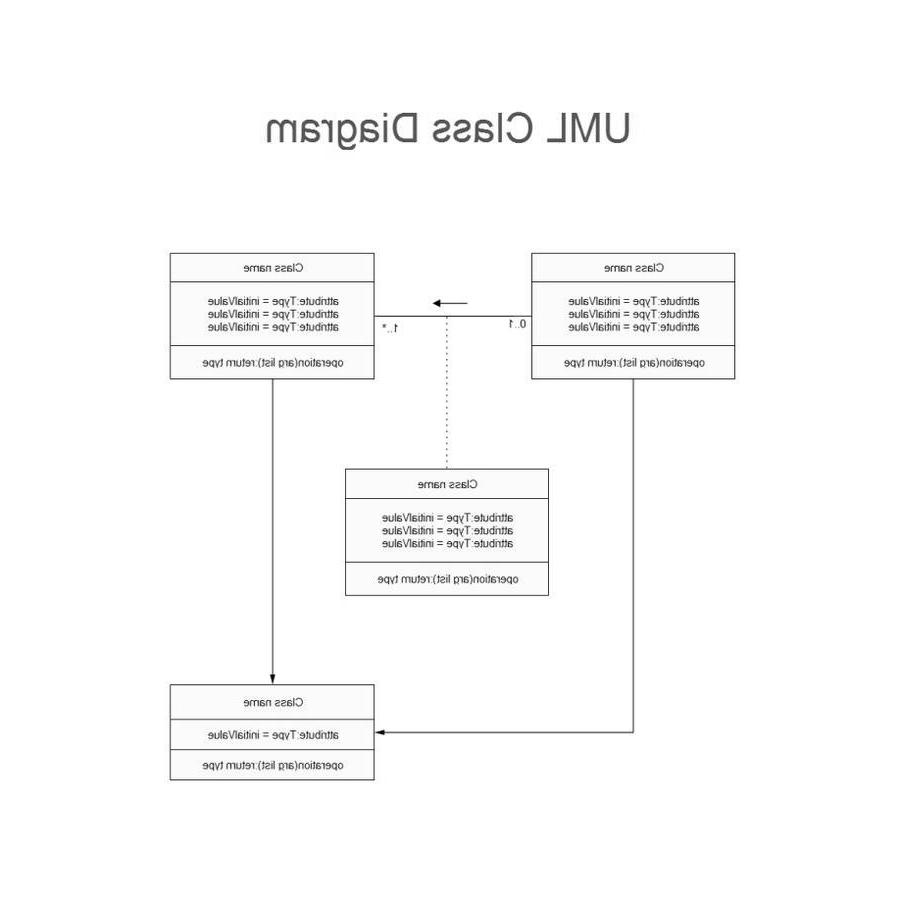 UML Class Diagram
Class name
attribute:Type = initialValue
attribute:Type = initialValue
attribute:Type = initialValue
operation(arg list):return type
0..1
1..*
Class name
attribute:Type = initialValue
attribute:Type = initialValue
attribute:Type = initialValue
operation(arg list):return type
Class name
attribute:Type = initialValue
attribute:Type = initialValue
attribute:Type = initialValue
operation(arg list):return type
Class name
attribute:Type = initialValue
operation(arg list):return type